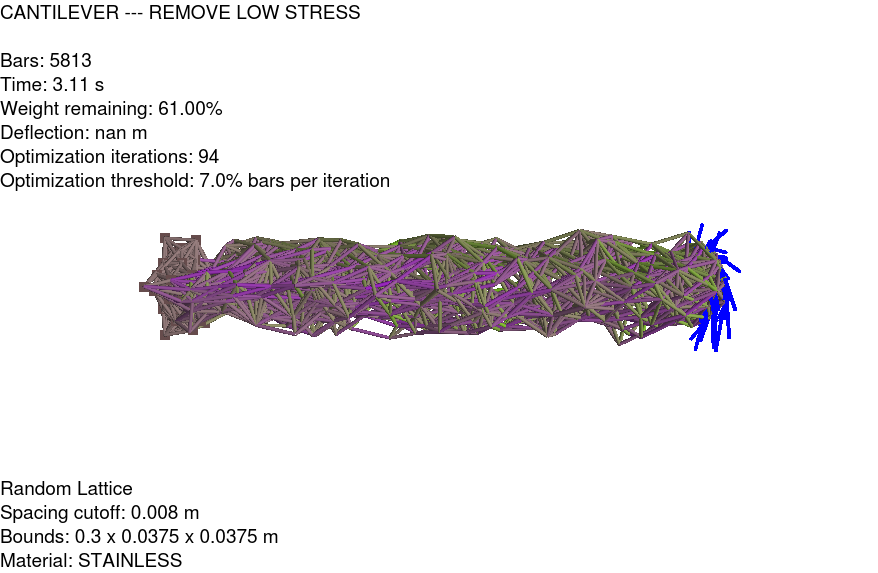 CANTILEVER --- REMOVE LOW STRESS
Bars: 5813
Time: 3.11 s
Weight remaining: 61.00%
Deflection: nan m
Optimization iterations: 94
Optimization threshold: 7.0% bars per iteration
Random Lattice
Spacing cutoff: 0.008 m
Bounds: 0.3 x 0.0375 x 0.0375 m
Material: STAINLESS